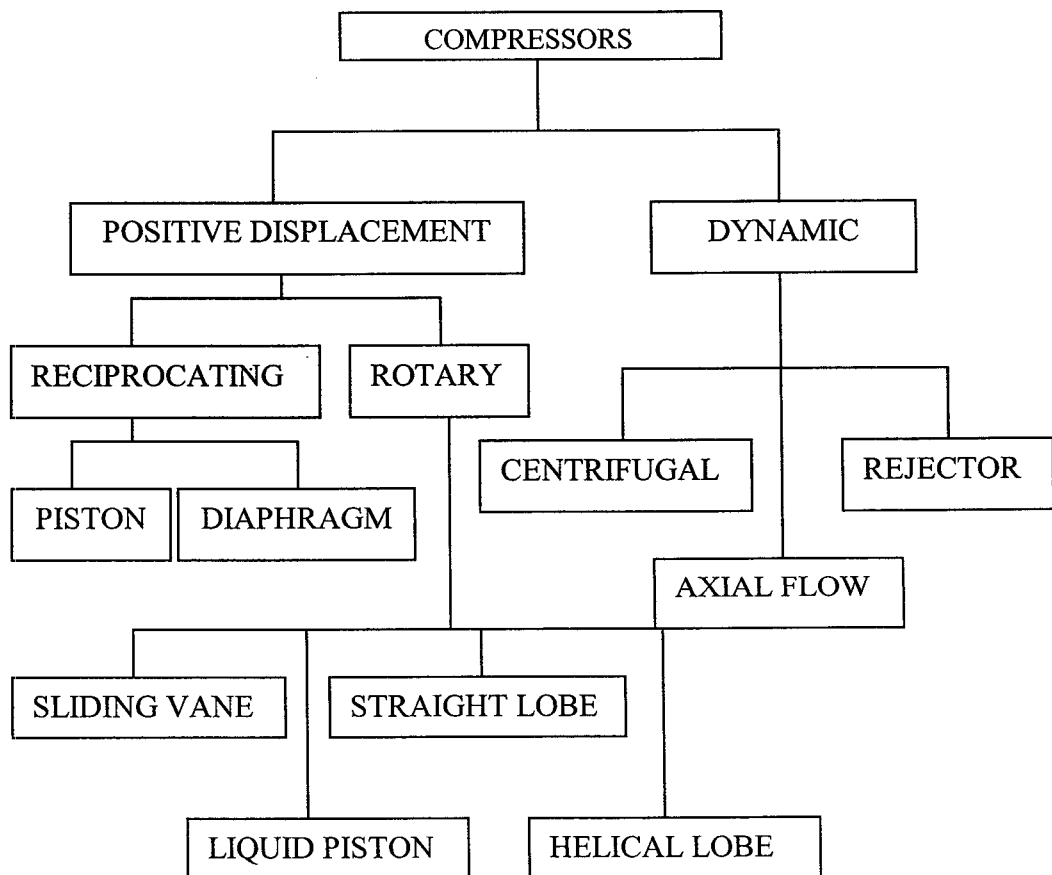 COMPRESSORS
POSITIVE DISPLACEMENT
DYNAMIC
RECIPROCATING
ROTARY
CENTRIFUGAL
REJECTOR
PISTON
DIAPHRAGM
AXIAL FLOW
SLIDING VANE
STRAIGHT LOBE
LIQUID PISTON
HELICAL LOBE